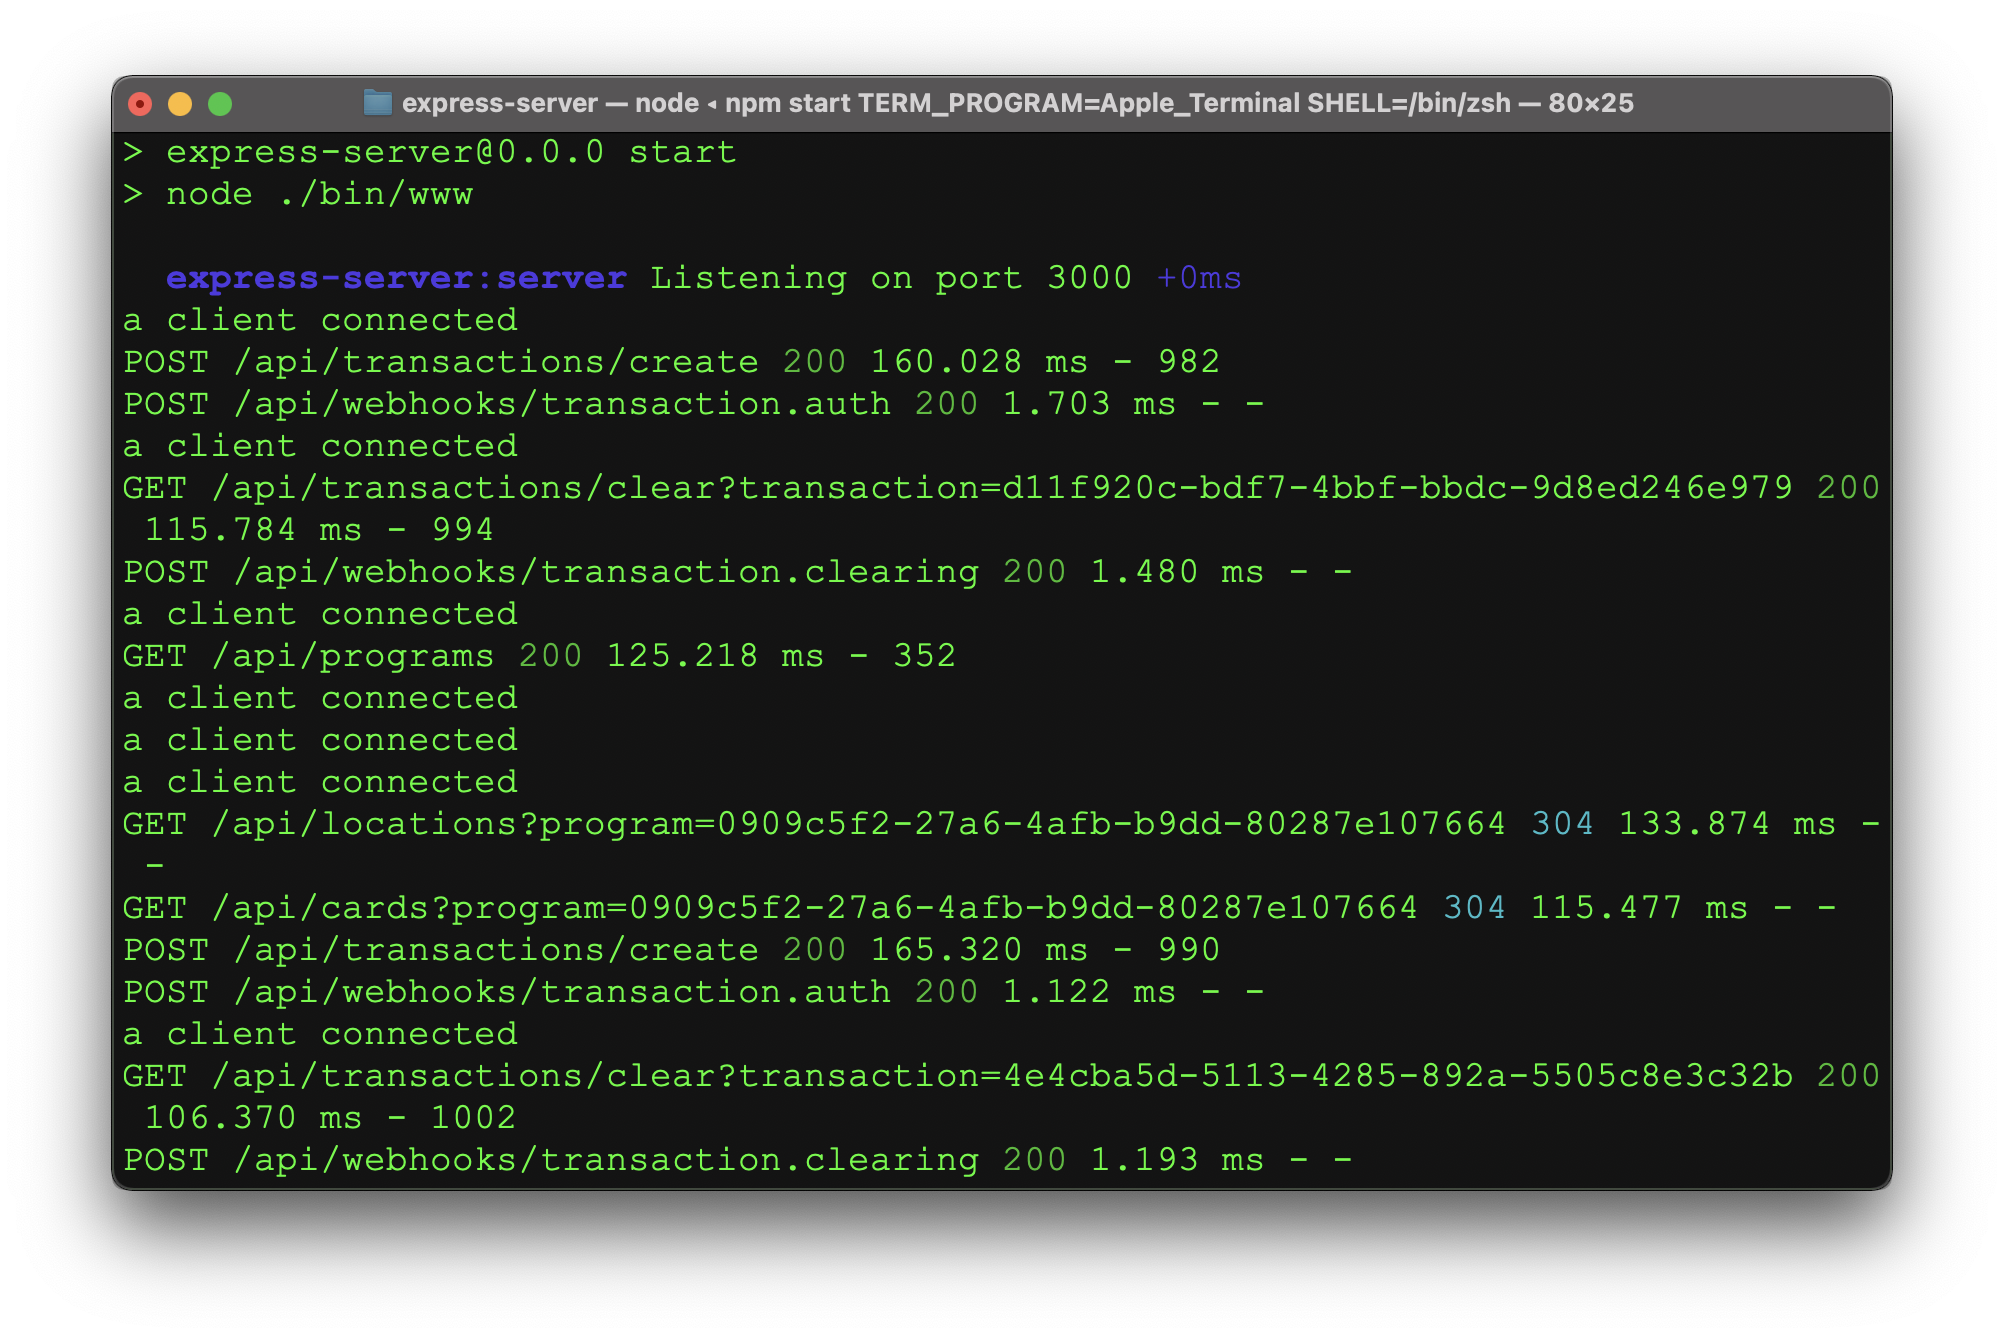 express-server — node ◂ npm start TERM_PROGRAM=Apple_Terminal SHELL=/bin/zsh — 80×25
> express-server@0.0.0 start
> node ./bin/www
express-server:server Listening on port 3000 +0ms
a client connected
POST /api/transactions/create 200 160.028 ms - 982
POST /api/webhooks/transaction.auth 200 1.703 ms - -
a client connected
GET /api/transactions/clear?transaction=d11f920c-bdf7-4bbf-bbdc-9d8ed246e979 200
115.784 ms - 994
POST /api/webhooks/transaction.clearing 200 1.480 ms - -
a client connected
GET /api/programs 200 125.218 ms - 352
a client connected
a client connected
a client connected
GET /api/locations?program=0909c5f2-27a6-4afb-b9dd-80287e107664 304 133.874 ms -
-
GET /api/cards?program=0909c5f2-27a6-4afb-b9dd-80287e107664 304 115.477 ms - -
POST /api/transactions/create 200 165.320 ms - 990
POST /api/webhooks/transaction.auth 200 1.122 ms - -
a client connected
GET /api/transactions/clear?transaction=4e4cba5d-5113-4285-892a-5505c8e3c32b 200
106.370 ms - 1002
POST /api/webhooks/transaction.clearing 200 1.193 ms - -